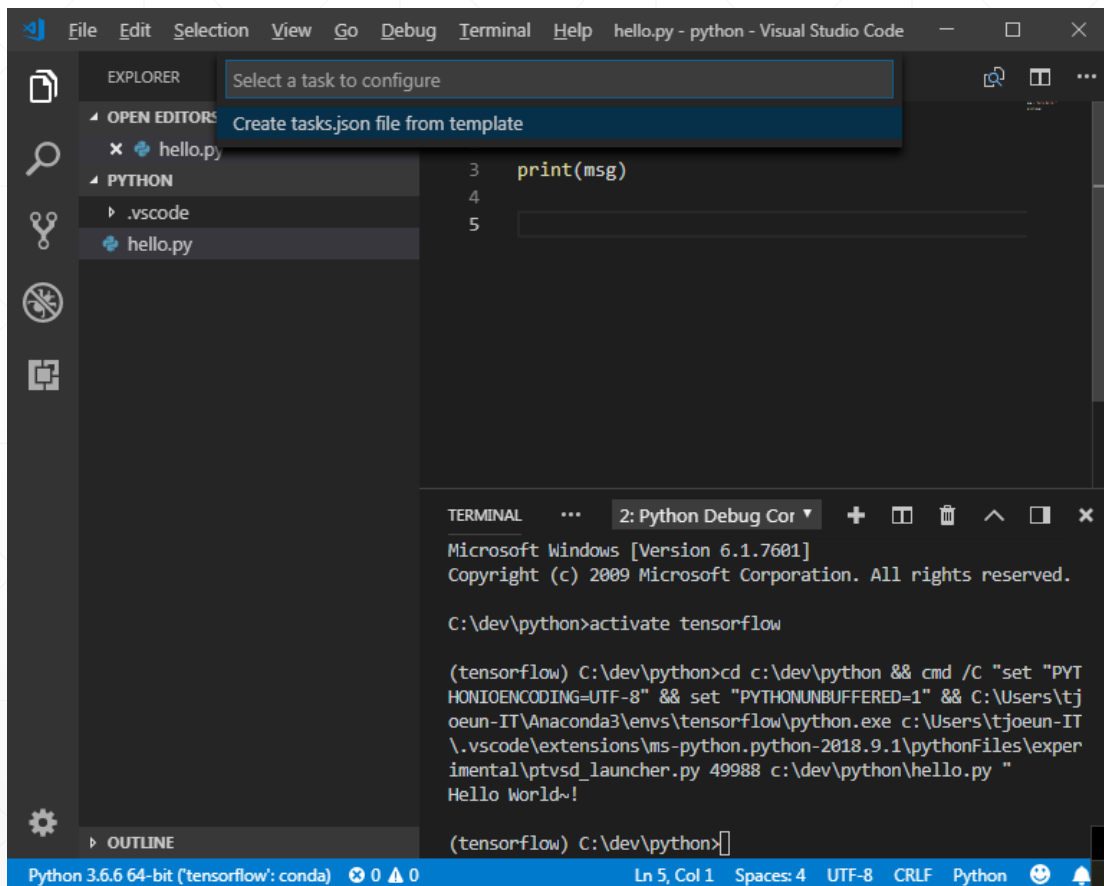 File Edit Selection View Go Debug Terminal Help hello.py - python - Visual Studio Code
EXPLORER
Select a task to configure
Create tasks.json file from template
OPEN EDITORS
hello.py
PYTHON
.vscode
hello.py
OUTLINE
3 print(msg)
4
5
TERMINAL ··· 2: Python Debug Cor
Microsoft Windows [Version 6.1.7601]
Copyright (c) 2009 Microsoft Corporation. All rights reserved.
C:\dev\python>activate tensorflow
(tensorflow) C:\dev\python>cd c:\dev\python && cmd /C "set "PYT
HONIOENCODING=UTF-8" && set "PYTHONUNBUFFERED=1" && C:\Users\tj
oeun-IT\Anaconda3\envs\tensorflow\python.exe c:\Users\tjoeun-IT
\.vscode\extensions\ms-python.python-2018.9.1\pythonFiles\exper
imental\ptvsd_launcher.py 49988 c:\dev\python\hello.py "
Hello World~!
(tensorflow) C:\dev\python>
Python 3.6.6 64-bit ('tensorflow': conda) 0 0 Ln 5, Col 1 Spaces: 4 UTF-8 CRLF Python